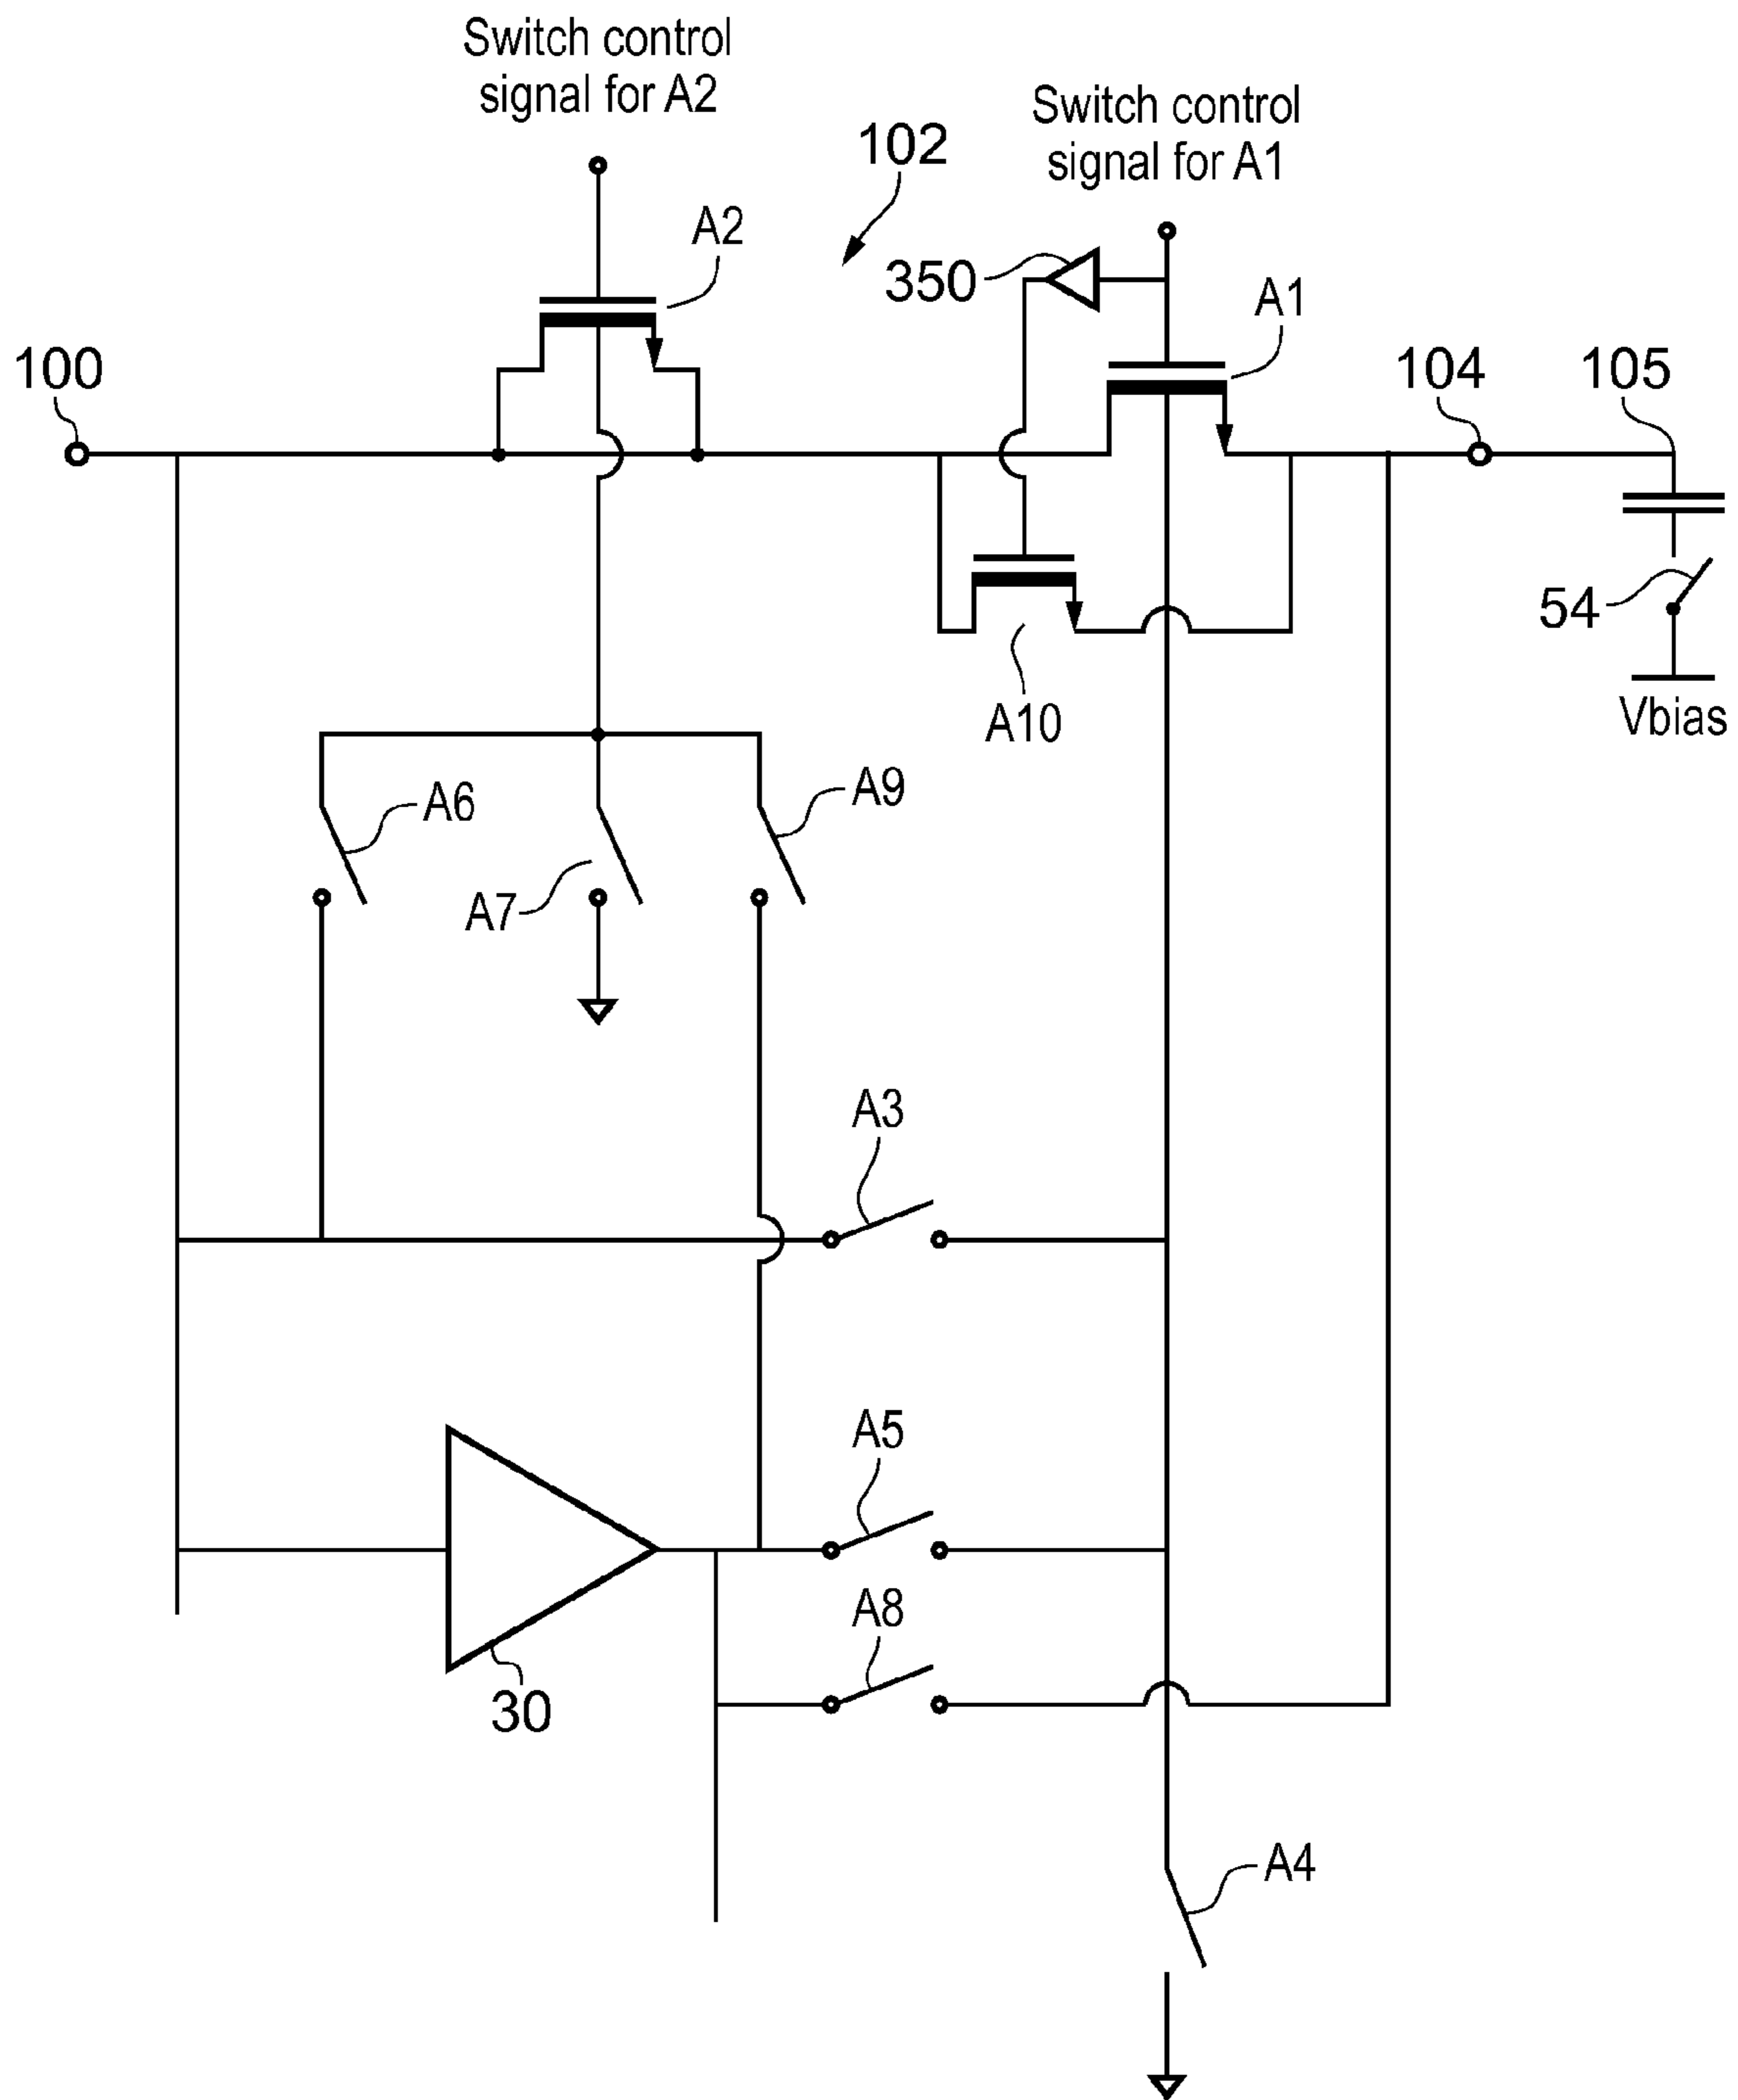 Switch control
signal for A2
Switch control
signal for A1
102
A2
350
A1
100
104
105
54
A10
Vbias
A6
A9
A7
A3
A5
A8
30
A4